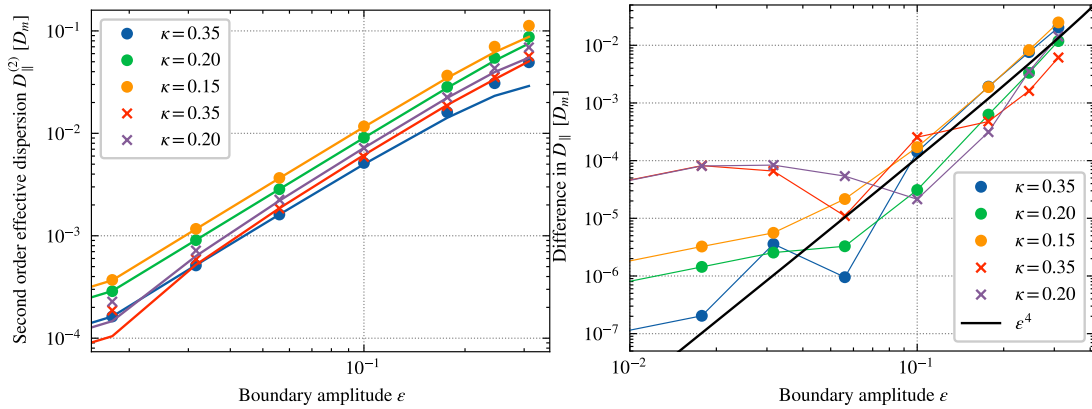 Second order effective dispersion D∥^(2) [D_m]
10^−1
10^−2
10^−3
10^−4
κ = 0.35
κ = 0.20
κ = 0.15
κ = 0.35
κ = 0.20
10^−1
Boundary amplitude ε
Difference in D∥ [D_m]
10^−2
10^−3
10^−4
10^−5
10^−6
10^−7
κ = 0.35
κ = 0.20
κ = 0.15
κ = 0.35
κ = 0.20
ε^4
10^−2
10^−1
Boundary amplitude ε